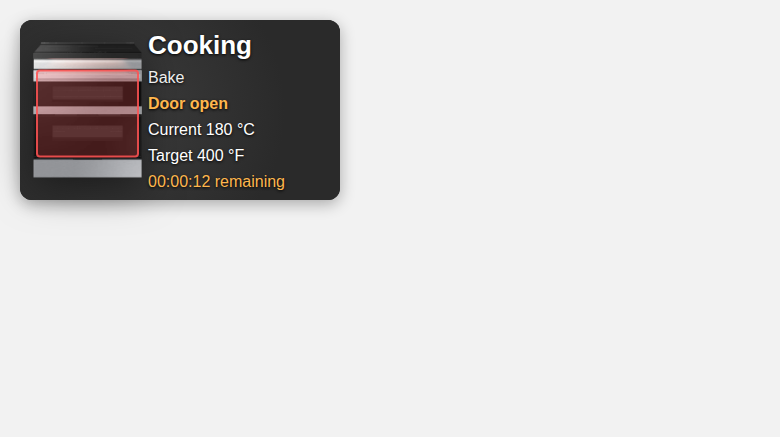 Cooking
Bake
Door open
Current 180 °C
Target 400 °F
00:00:12 remaining